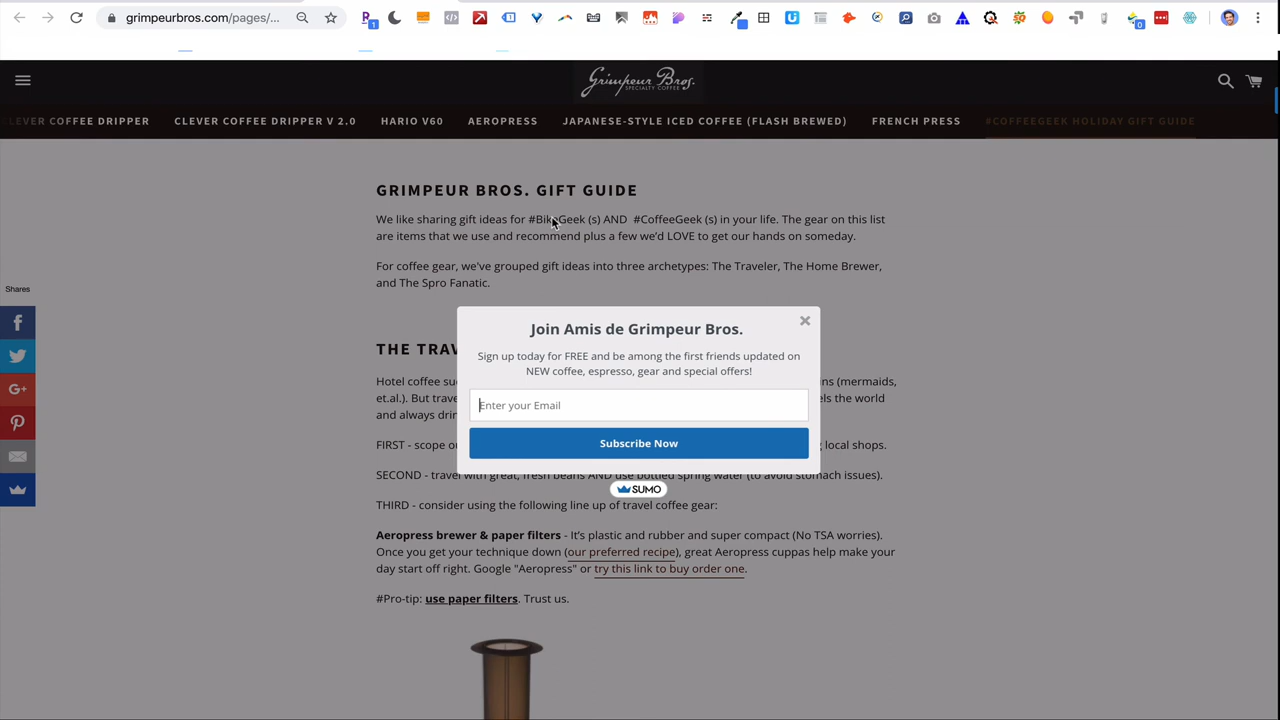 grimpeurbros.com/pages/...
1
0
Grimpeur Bros.
SPECIALTY COFFEE
CLEVER COFFEE DRIPPER CLEVER COFFEE DRIPPER V 2.0 HARIO V60 AEROPRESS JAPANESE-STYLE ICED COFFEE (FLASH BREWED) FRENCH PRESS #COFFEEGEEK HOLIDAY GIFT GUIDE
GRIMPEUR BROS. GIFT GUIDE
We like sharing gift ideas for #BikeGeek (s) AND #CoffeeGeek (s) in your life. The gear on this list
are items that we use and recommend plus a few we'd LOVE to get our hands on someday.
For coffee gear, we've grouped gift ideas into three archetypes: The Traveler, The Home Brewer,
and The Spro Fanatic.
Shares
Join Amis de Grimpeur Bros.
Sign up today for FREE and be among the first friends updated on
NEW coffee, espresso, gear and special offers!
Enter your Email
Subscribe Now
SUMO
THE TRAV
Hotel coffee su ns (mermaids,
et.al.). But trave els the world
and always drin
FIRST - scope o g local shops.
SECOND - travel with great, fresh beans AND use bottled spring water (to avoid stomach issues).
THIRD - consider using the following line up of travel coffee gear:
Aeropress brewer & paper filters - It's plastic and rubber and super compact (No TSA worries).
Once you get your technique down (our preferred recipe), great Aeropress cuppas help make your
day start off right. Google "Aeropress" or try this link to buy order one.
#Pro-tip: use paper filters. Trust us.